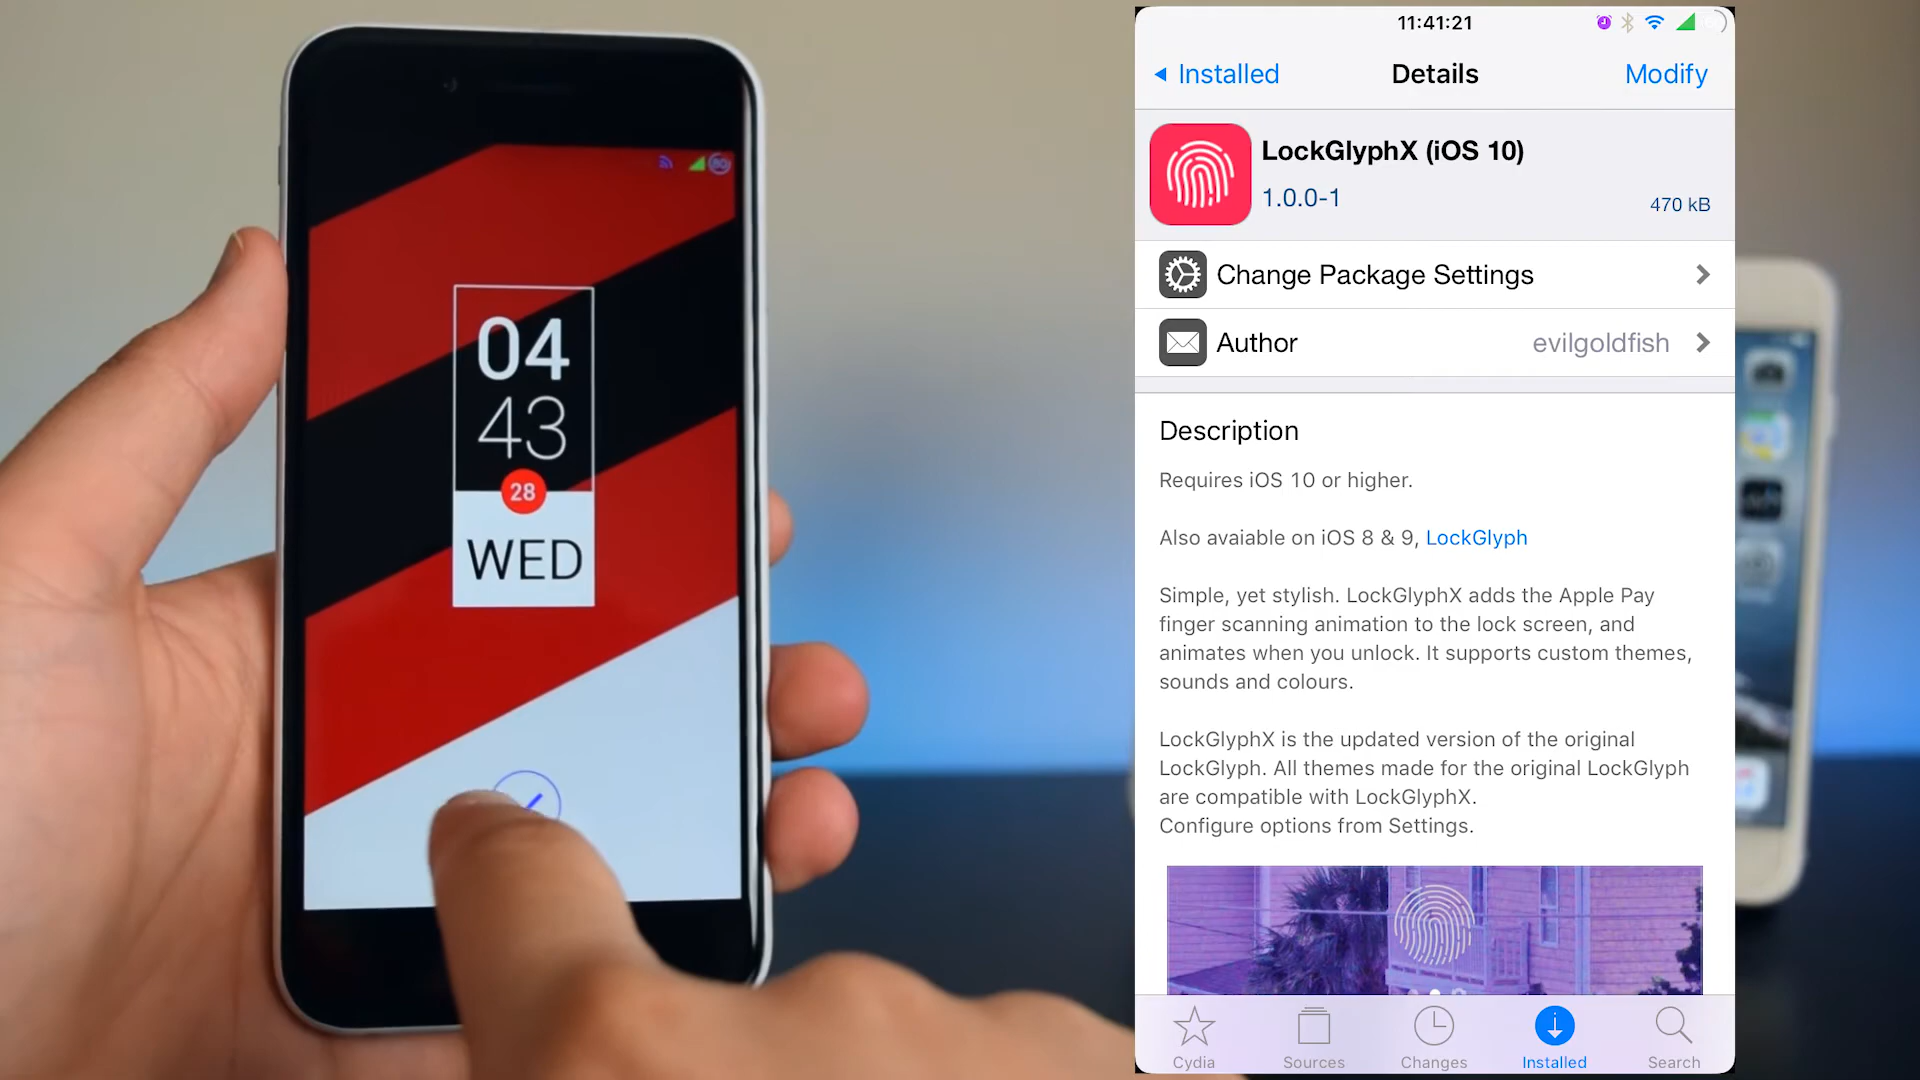 04
43
28
WED
11:41:21
Installed
Details
Modify
LockGlyphX (iOS 10)
1.0.0-1
470 kB
Change Package Settings
Author
evilgoldfish
Description
Requires iOS 10 or higher.
Also avaiable on iOS 8 & 9, LockGlyph
Simple, yet stylish. LockGlyphX adds the Apple Pay
finger scanning animation to the lock screen, and
animates when you unlock. It supports custom themes,
sounds and colours.
LockGlyphX is the updated version of the original
LockGlyph. All themes made for the original LockGlyph
are compatible with LockGlyphX.
Configure options from Settings.
Cydia
Sources
Changes
Installed
Search